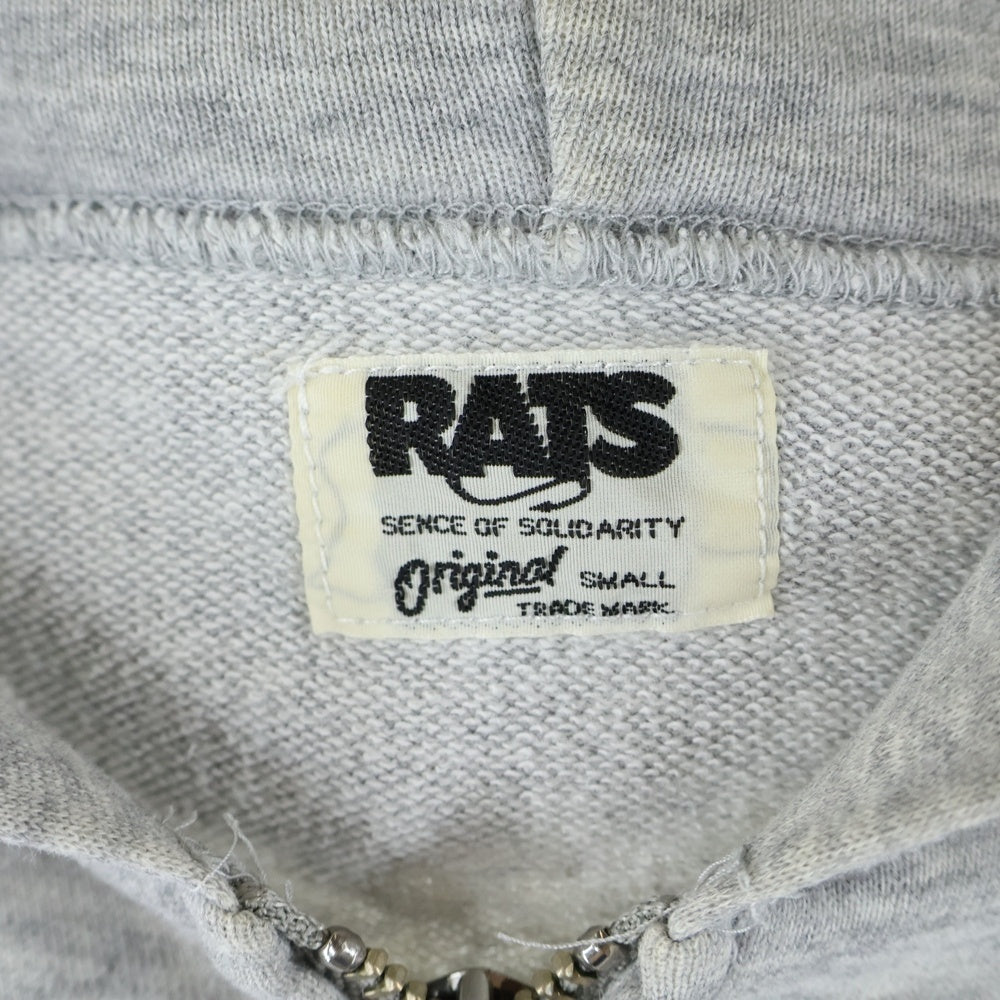 RATS
SENCE OF SOLIDARITY
Original SMALL
TRADE MARK